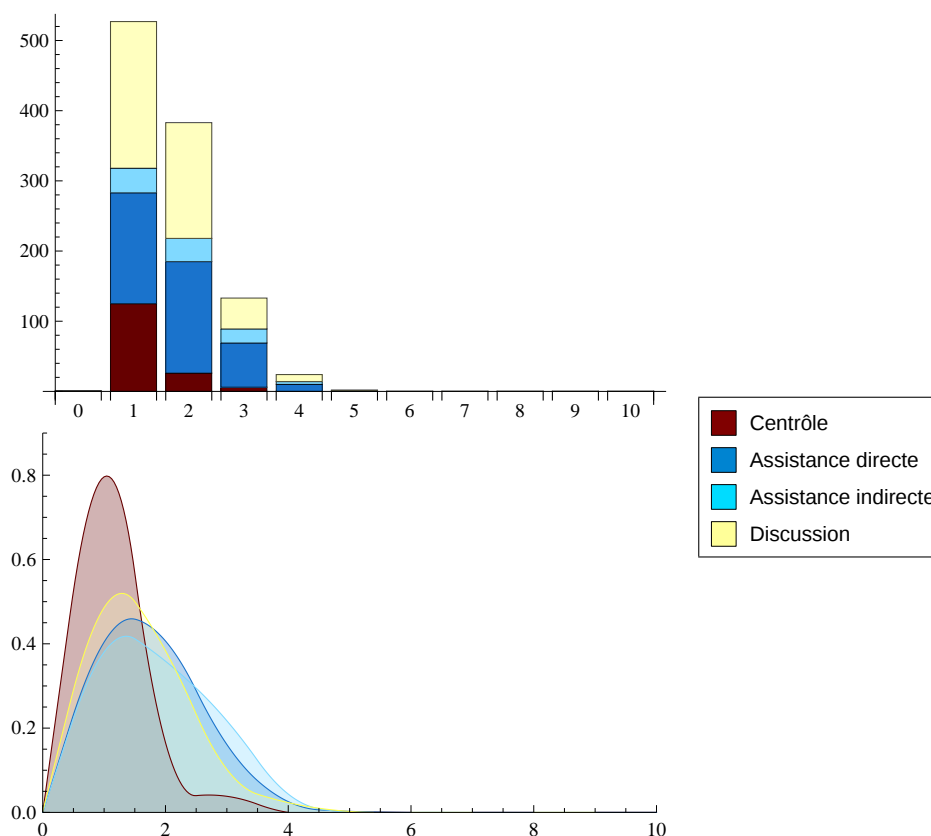 500
400
300
200
100
0 1 2 3 4 5 6 7 8 9 10
Centrôle
Assistance directe
Assistance indirecte
Discussion
0.8
0.6
0.4
0.2
0.0
0 2 4 6 8 10